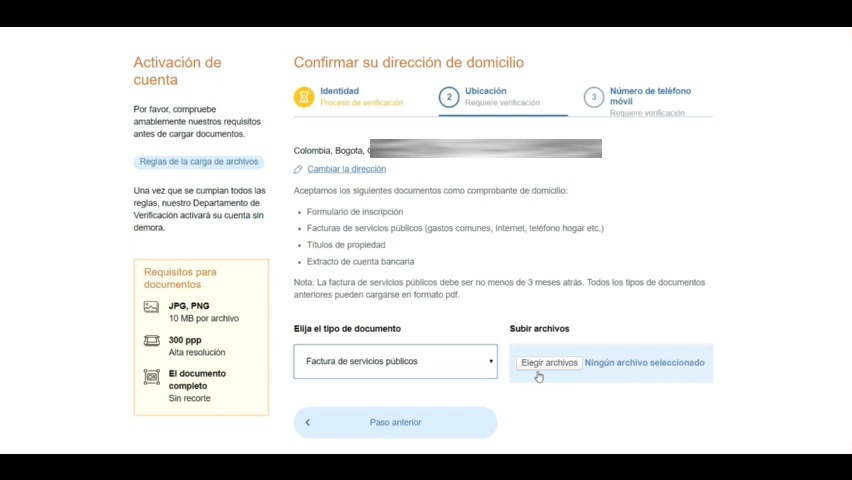 Activación de
cuenta
Por favor, compruebe
amablemente nuestros requisitos
antes de cargar documentos.
Reglas de la carga de archivos
Una vez que se cumplan todos las
reglas, nuestro Departamento de
Verificación activará su cuenta sin
demora.
Requisitos para
documentos
JPG, PNG
10 MB por archivo
300 ppp
Alta resolución
El documento
completo
Sin recorte
Confirmar su dirección de domicilio
Identidad
Proceso de verificación
2
Ubicación
Requiere verificación
3
Número de teléfono
móvil
Requiere verificación
Colombia, Bogota,
Cambiar la dirección
Aceptamos los siguientes documentos como comprobante de domicilio:
• Formulario de inscripción
• Facturas de servicios públicos (gastos comunes, Internet, teléfono hogar etc.)
• Títulos de propiedad
• Extracto de cuenta bancaria
Nota: La factura de servicios públicos debe ser no menos de 3 meses atrás. Todos los tipos de documentos
anteriores pueden cargarse en formato pdf.
Elija el tipo de documento
Factura de servicios públicos
Subir archivos
Elegir archivos Ningún archivo seleccionado
Paso anterior